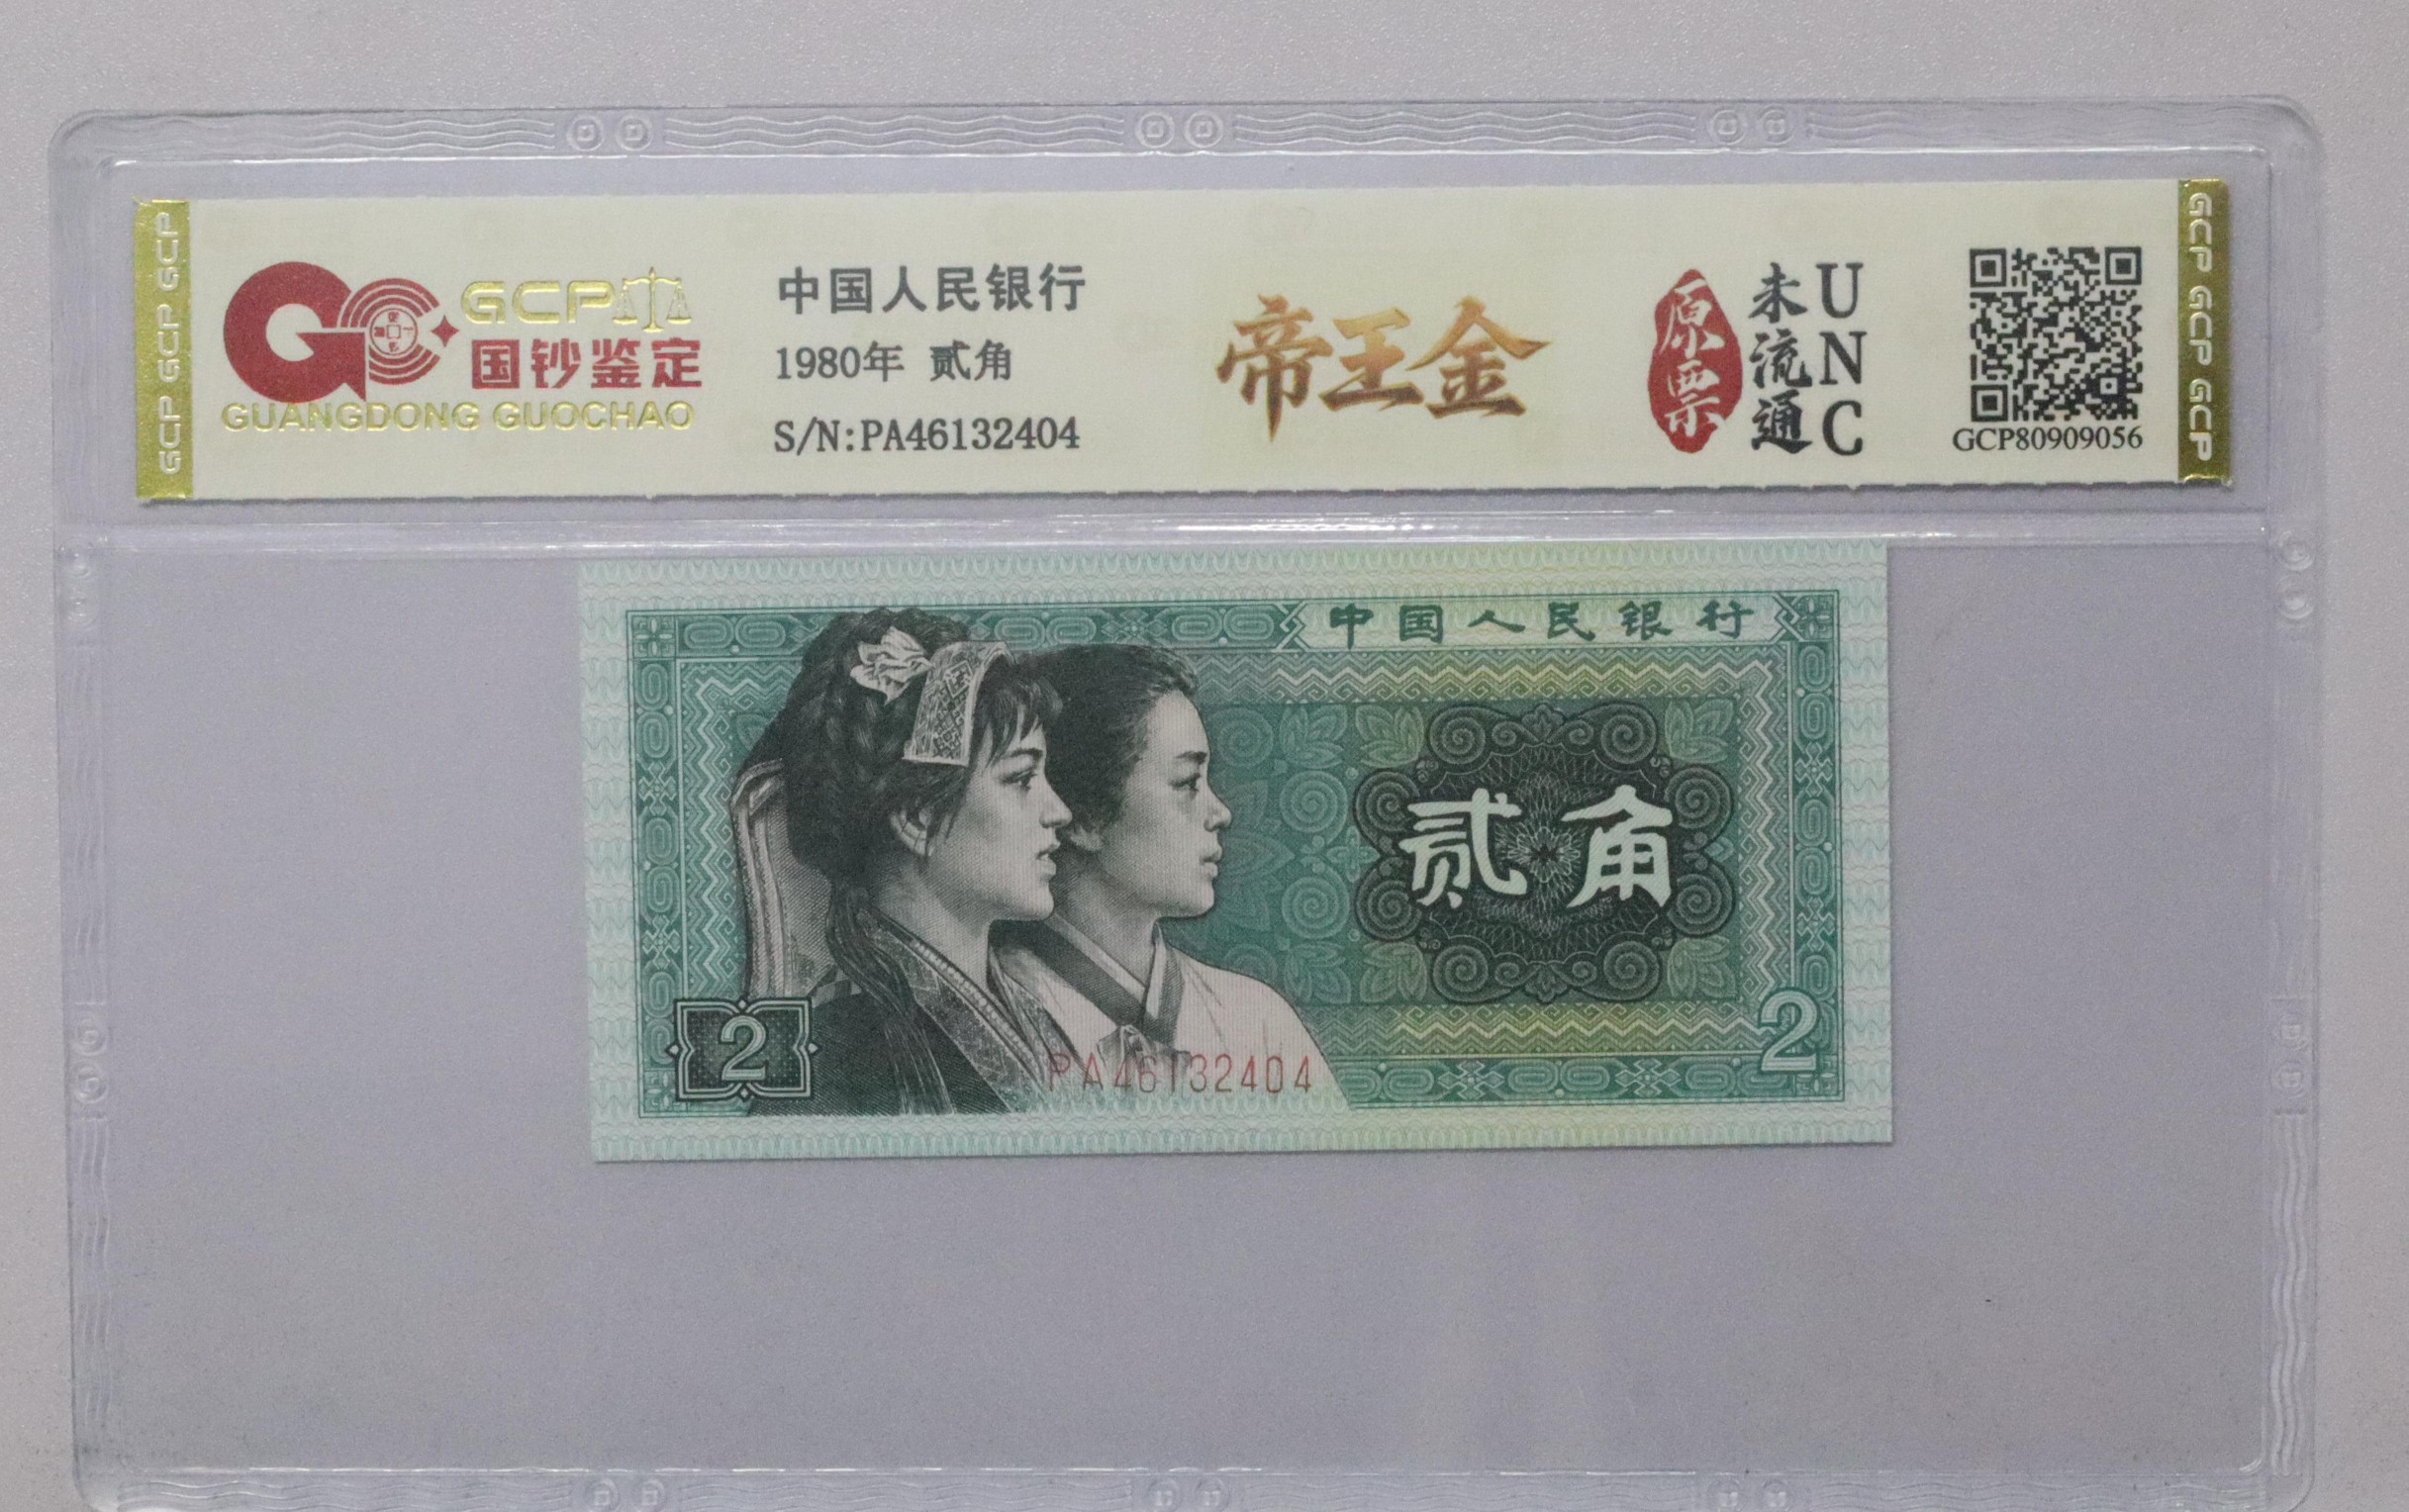 GCP GCP GCP
GCP
国钞鉴定
GUANGDONG GUOCHAO
中国人民银行
1980年 贰角
S/N:PA46132404
帝王金
原票
未流通
UNC
GCP80909056
GCP GCP GCP
中国人民银行
贰角
2
2
PA46132404